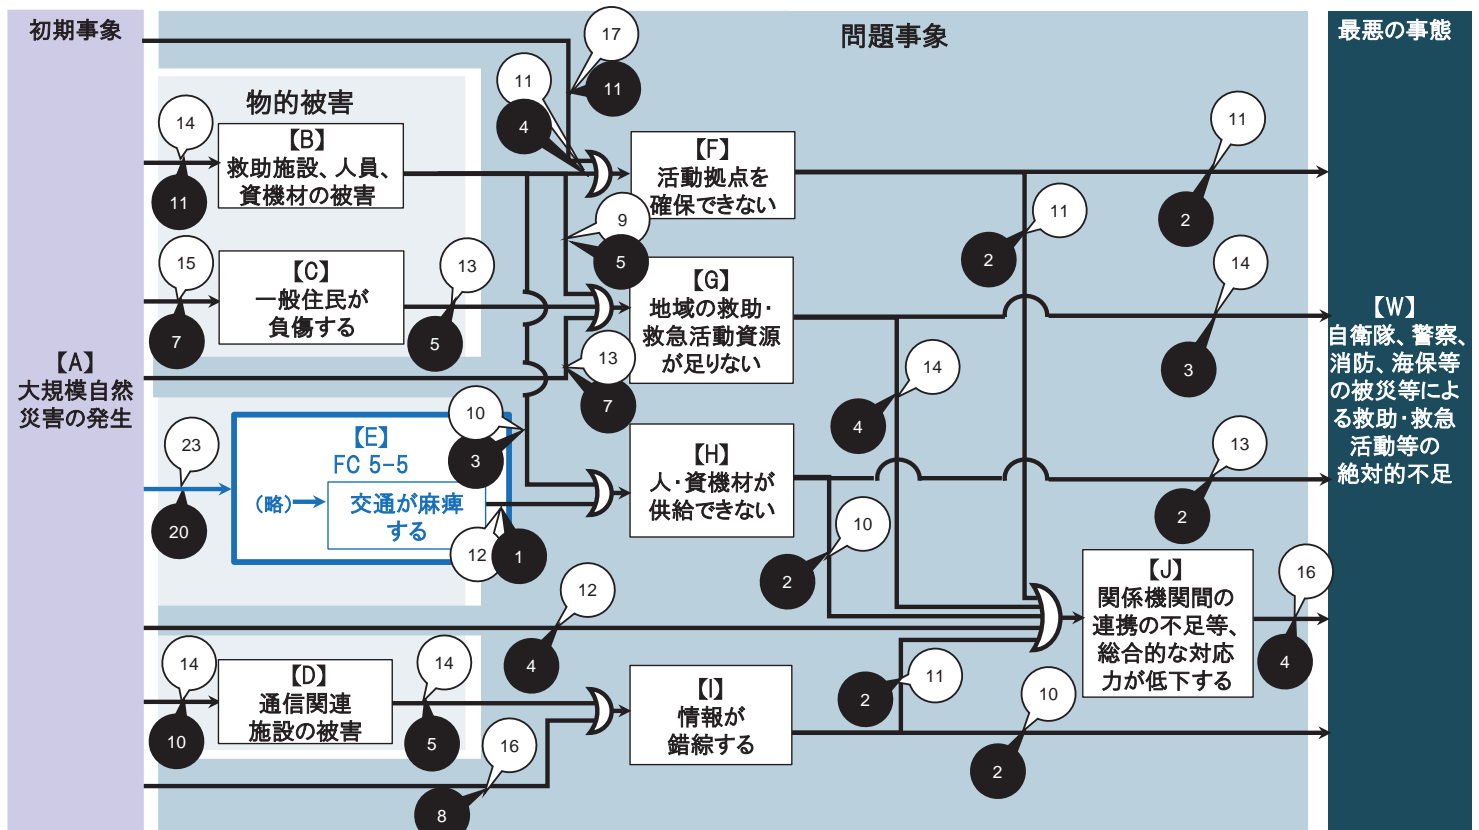 初期事象
問題事象
最悪の事態
物的被害
17
11
11
4
14
11
【B】
救助施設、人員、
資機材の被害
【F】
活動拠点を
確保できない
11
2
11
2
9
5
15
7
【C】
一般住民が
負傷する
13
5
【G】
地域の救助・
救急活動資源
が足りない
14
3
【A】
大規模自然
災害の発生
13
7
14
4
【W】
自衛隊、警察、
消防、海保等
の被災等によ
る救助・救急
活動等の
絶対的不足
23
20
【E】
FC 5-5
(略)
交通が麻痺
する
10
3
12
1
【H】
人・資機材が
供給できない
13
2
10
2
12
4
【J】
関係機関間の
連携の不足等、
総合的な対応
力が低下する
16
4
14
10
【D】
通信関連
施設の被害
14
5
【I】
情報が
錯綜する
11
2
10
2
16
8